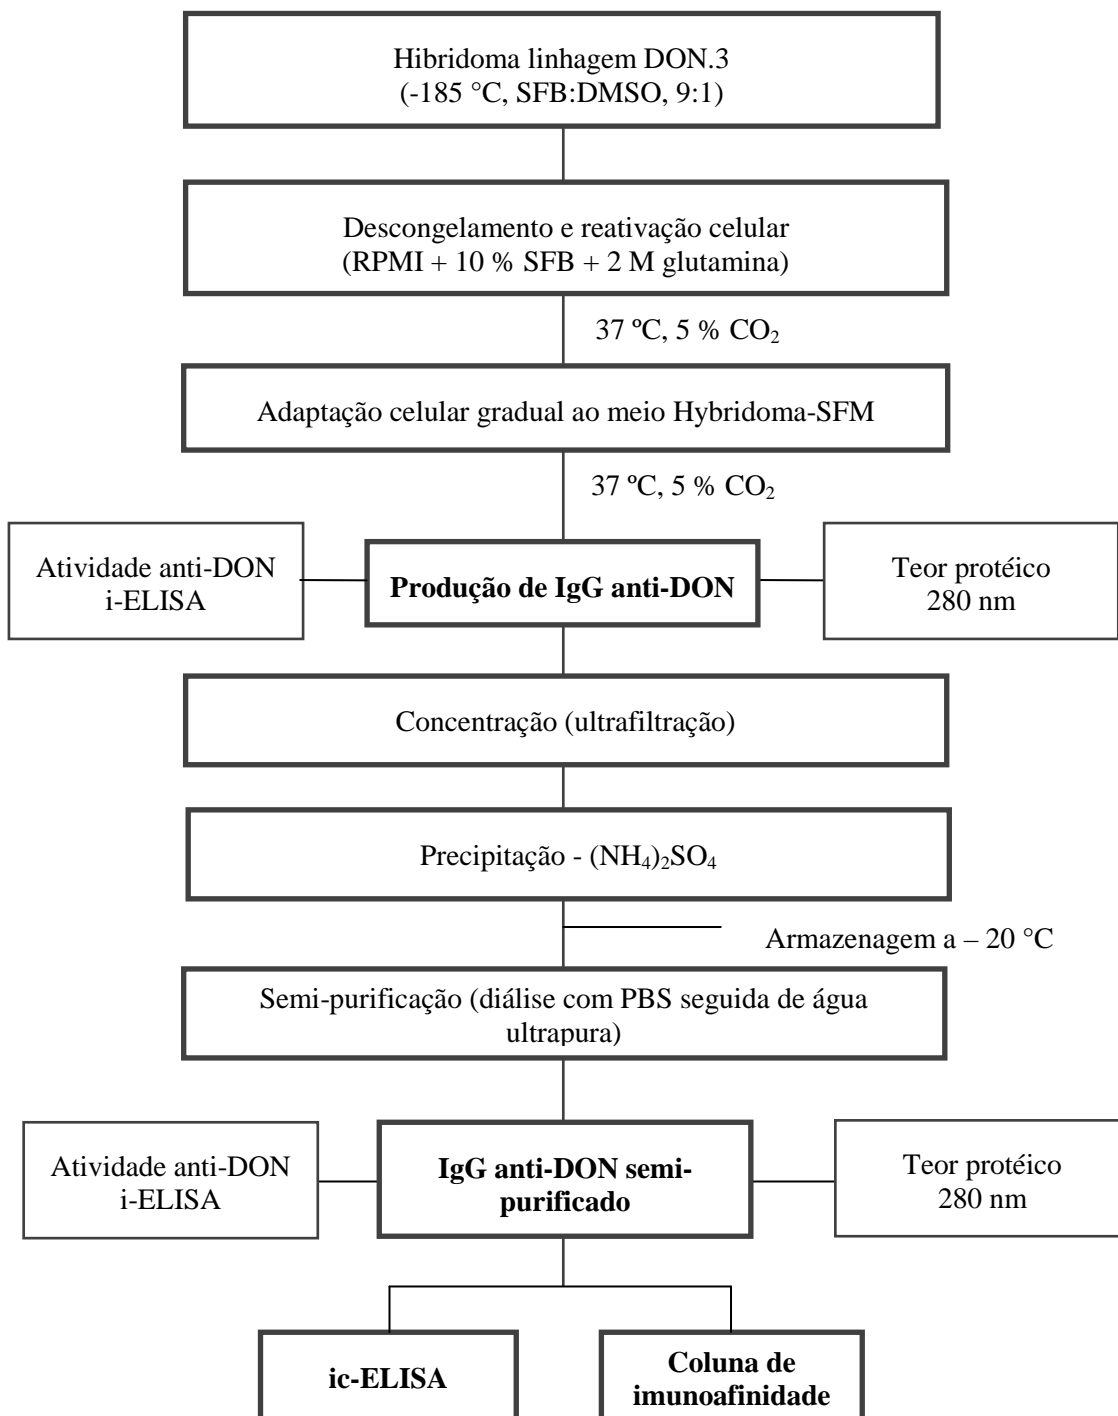 Hibridoma linhagem DON.3
(-185 °C, SFB:DMSO, 9:1)
Descongelamento e reativação celular
(RPMI + 10 % SFB + 2 M glutamina)
37 ºC, 5 % CO₂
Adaptação celular gradual ao meio Hybridoma-SFM
37 ºC, 5 % CO₂
Atividade anti-DON
i-ELISA
Produção de IgG anti-DON
Teor protéico
280 nm
Concentração (ultrafiltração)
Precipitação - (NH₄)₂SO₄
Armazenagem a – 20 °C
Semi-purificação (diálise com PBS seguida de água
ultrapura)
Atividade anti-DON
i-ELISA
IgG anti-DON semi-
purificado
Teor protéico
280 nm
ic-ELISA
Coluna de
imunoafinidade